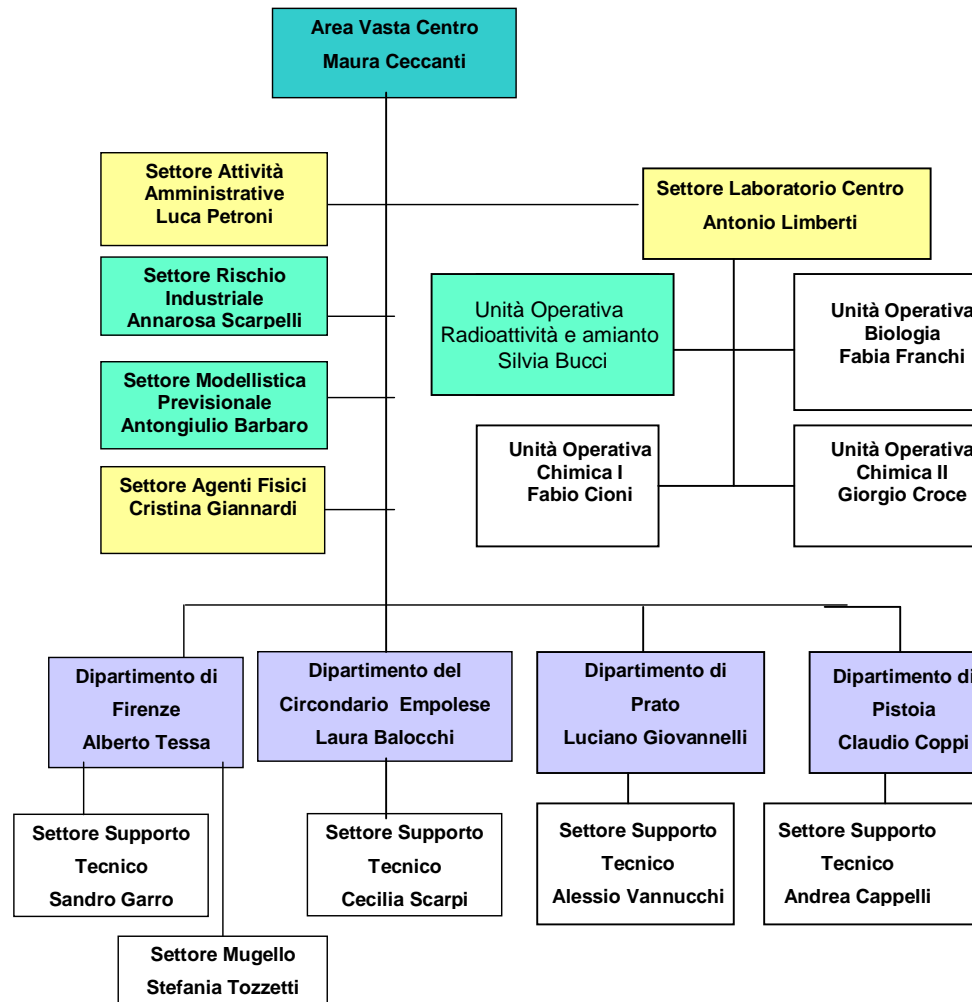 Area Vasta Centro
Maura Ceccanti
Settore Attività
Amministrative
Luca Petroni
Settore Laboratorio Centro
Antonio Limberti
Settore Rischio
Industriale
Annarosa Scarpelli
Unità Operativa
Radioattività e amianto
Silvia Bucci
Unità Operativa
Biologia
Fabia Franchi
Settore Modellistica
Previsionale
Antongiulio Barbaro
Unità Operativa
Chimica I
Fabio Cioni
Unità Operativa
Chimica II
Giorgio Croce
Settore Agenti Fisici
Cristina Giannardi
Dipartimento di
Firenze
Alberto Tessa
Dipartimento del
Circondario Empolese
Laura Balocchi
Dipartimento di
Prato
Luciano Giovannelli
Dipartimento di
Pistoia
Claudio Coppi
Settore Supporto
Tecnico
Sandro Garro
Settore Supporto
Tecnico
Cecilia Scarpi
Settore Supporto
Tecnico
Alessio Vannucchi
Settore Supporto
Tecnico
Andrea Cappelli
Settore Mugello
Stefania Tozzetti